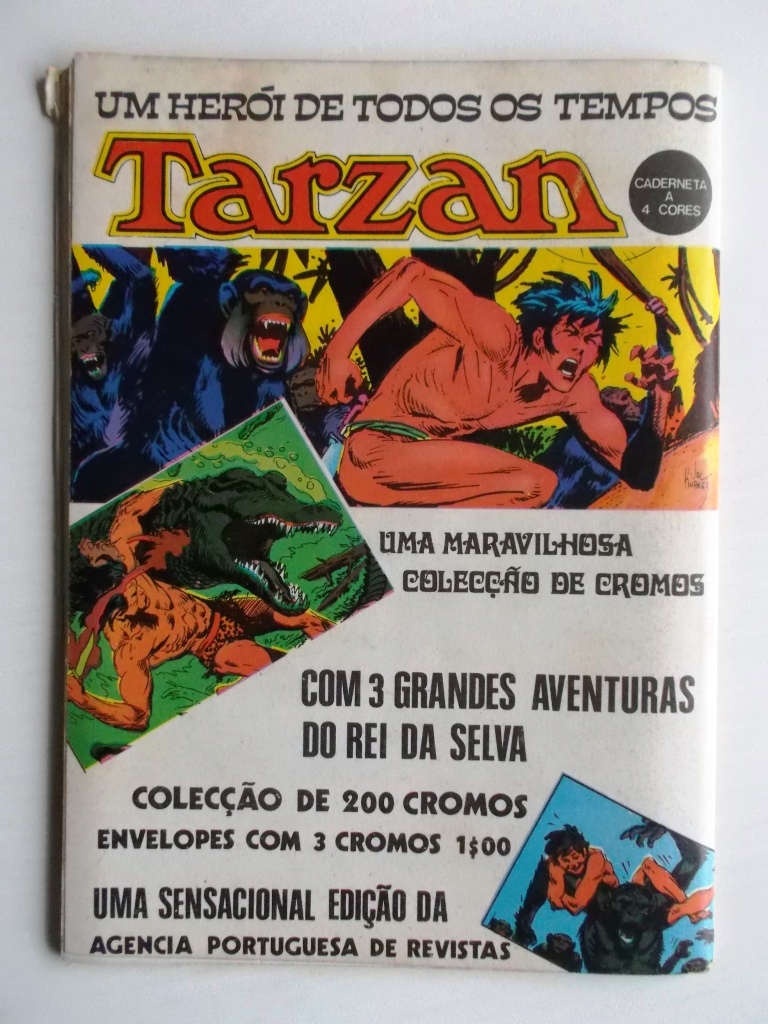 UM HERÓI DE TODOS OS TEMPOS
Tarzan
CADERNETA
A
4 CORES
Joe
Kubert
UMA MARAVILHOSA
COLECÇÃO DE CROMOS
COM 3 GRANDES AVENTURAS
DO REI DA SELVA
COLECÇÃO DE 200 CROMOS
ENVELOPES COM 3 CROMOS 1$00
UMA SENSACIONAL EDIÇÃO DA
AGENCIA PORTUGUESA DE REVISTAS